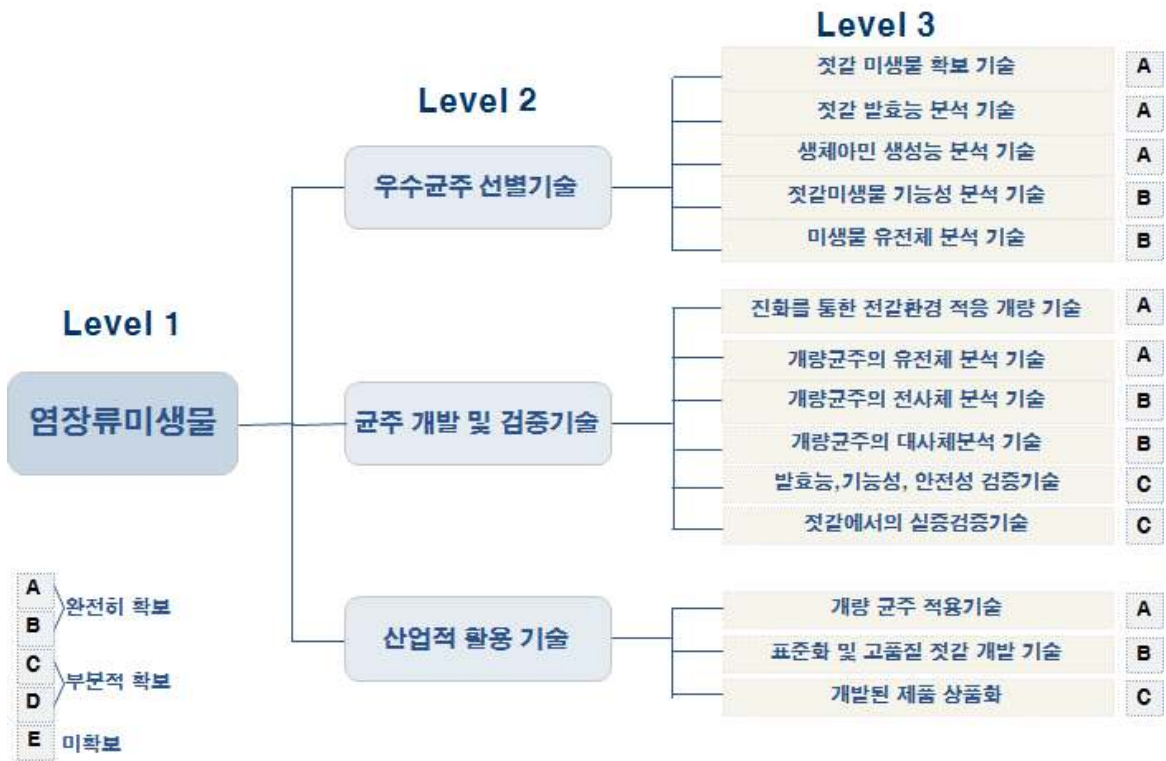 Level 3
젓갈 미생물 확보 기술 A
Level 2
젓갈 발효능 분석 기술 A
생체아민 생성능 분석 기술 A
우수균주 선별기술
젓갈미생물 기능성 분석 기술 B
미생물 유전체 분석 기술 B
Level 1
진화를 통한 전갈환경 적응 개량 기술 A
개량균주의 유전체 분석 기술 A
염장류미생물
균주 개발 및 검증기술
개량균주의 전사체 분석 기술 B
개량균주의 대사체분석 기술 B
발효능,기능성, 안전성 검증기술 C
젓갈에서의 실증검증기술 C
A
B
완전히 확보
C
D
부분적 확보
E 미확보
산업적 활용 기술
개량 균주 적용기술 A
표준화 및 고품질 젓갈 개발 기술 B
개발된 제품 상품화 C